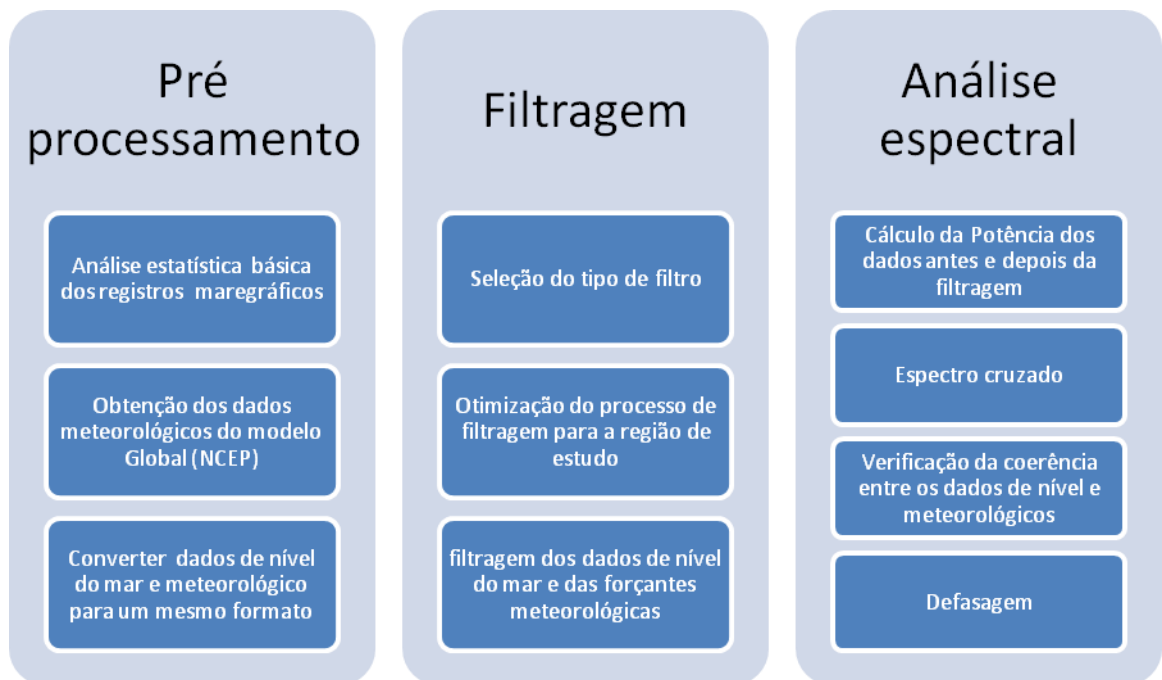 Pré
processamento
Análise estatística básica
dos registros maregráficos
Obtenção dos dados
meteorológicos do modelo
Global (NCEP)
Converter dados de nível
do mar e meteorológico
para um mesmo formato
Filtragem
Seleção do tipo de filtro
Otimização do processo de
filtragem para a região de
estudo
filtragem dos dados de nível
do mar e das forçantes
meteorológicas
Análise
espectral
Cálculo da Potência dos
dados antes e depois da
filtragem
Espectro cruzado
Verificação da coerência
entre os dados de nível e
meteorológicos
Defasagem